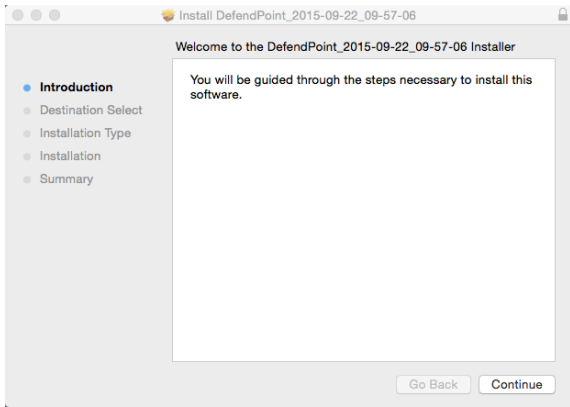 Install DefendPoint_2015-09-22_09-57-06
Welcome to the DefendPoint_2015-09-22_09-57-06 Installer
Introduction
Destination Select
Installation Type
Installation
Summary
You will be guided through the steps necessary to install this
software.
Go Back
Continue